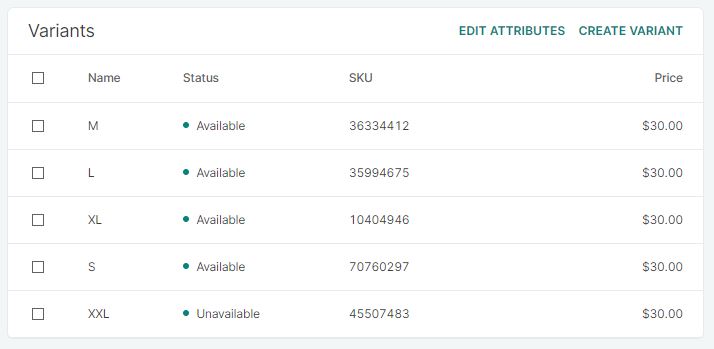 Variants EDIT ATTRIBUTES CREATE VARIANT
Name Status SKU Price
M Available 36334412 $30.00
L Available 35994675 $30.00
XL Available 10404946 $30.00
S Available 70760297 $30.00
XXL Unavailable 45507483 $30.00